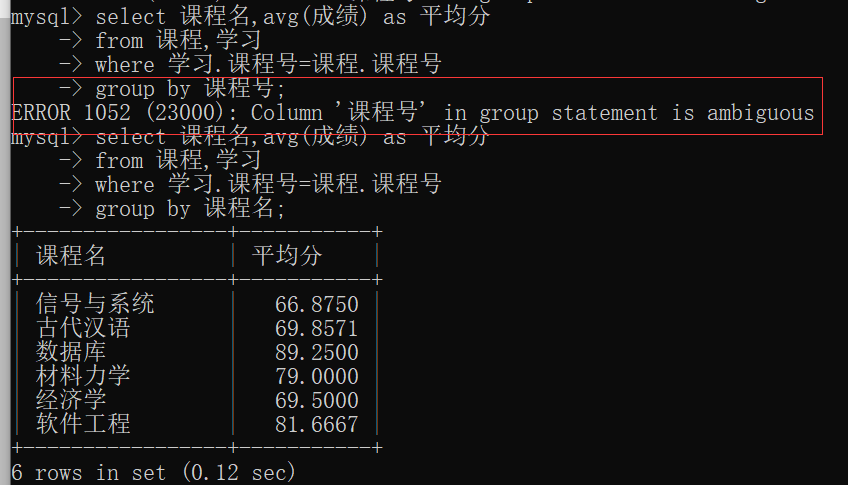 mysql> select 课程名,avg(成绩) as 平均分
    -> from 课程,学习
    -> where 学习.课程号=课程.课程号
    -> group by 课程号;
ERROR 1052 (23000): Column '课程号' in group statement is ambiguous
mysql> select 课程名,avg(成绩) as 平均分
    -> from 课程,学习
    -> where 学习.课程号=课程.课程号
    -> group by 课程名;
+------------------+------------+
| 课程名 | 平均分 |
+------------------+------------+
| 信号与系统 | 66.8750 |
| 古代汉语 | 69.8571 |
| 数据库 | 89.2500 |
| 材料力学 | 79.0000 |
| 经济学 | 69.5000 |
| 软件工程 | 81.6667 |
+------------------+------------+
6 rows in set (0.12 sec)